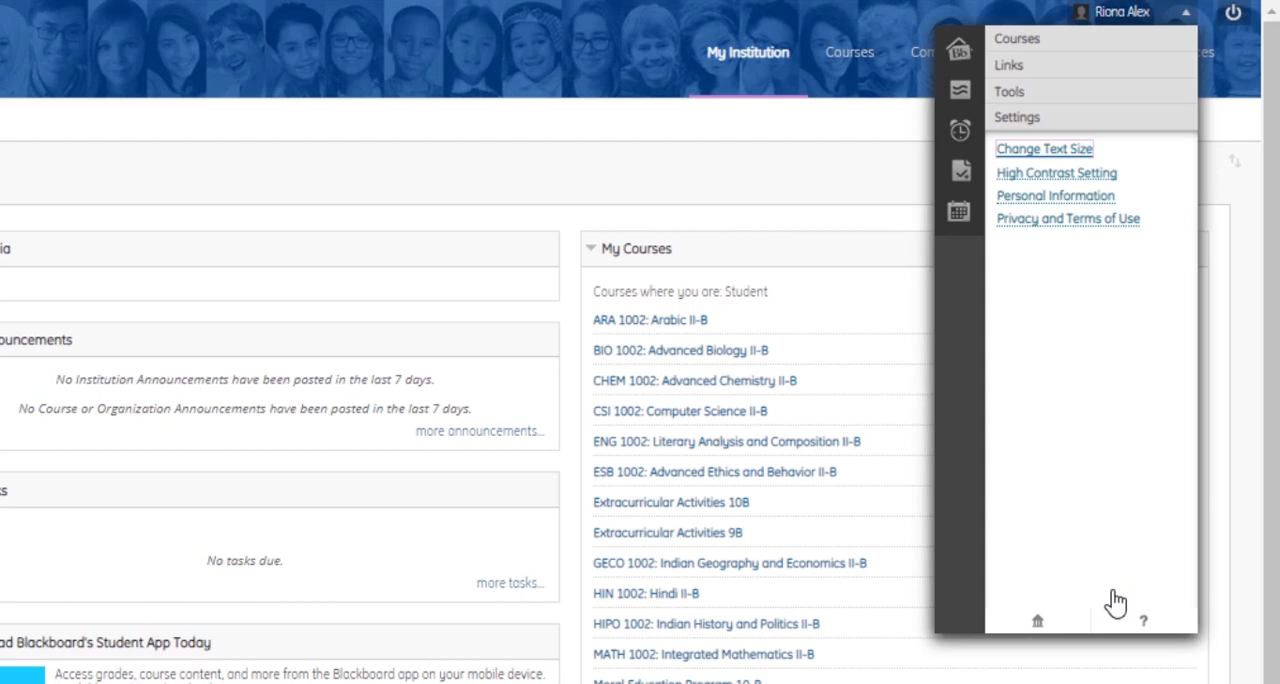 Riona Alex
My Institution
Courses
Courses
Links
Tools
Settings
Change Text Size
High Contrast Setting
Personal Information
Privacy and Terms of Use
?
No Institution Announcements have been posted in the last 7 days.
No Course or Organization Announcements have been posted in the last 7 days.
more announcements...
No tasks due.
more tasks...
Blackboard's Student App Today
Access grades, course content, and more from the Blackboard app on your mobile device.
My Courses
Courses where you are: Student
ARA 1002: Arabic II-B
BIO 1002: Advanced Biology II-B
CHEM 1002: Advanced Chemistry II-B
CSI 1002: Computer Science II-B
ENG 1002: Literary Analysis and Composition II-B
ESB 1002: Advanced Ethics and Behavior II-B
Extracurricular Activities 10B
Extracurricular Activities 9B
GECO 1002: Indian Geography and Economics II-B
HIN 1002: Hindi II-B
HIPO 1002: Indian History and Politics II-B
MATH 1002: Integrated Mathematics II-B
Moral Education Program 10-B